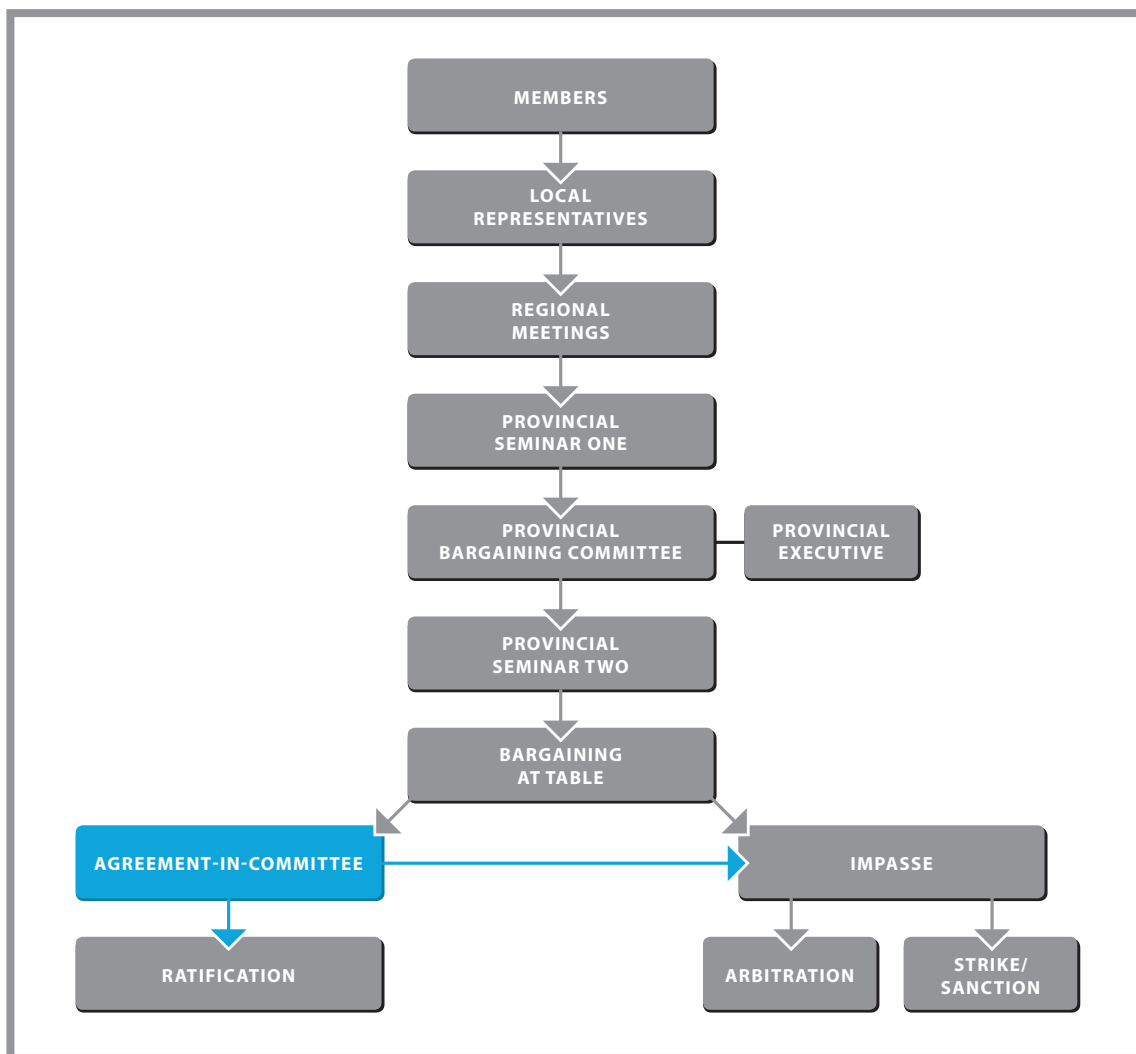 MEMBERS
LOCAL
REPRESENTATIVES
REGIONAL
MEETINGS
PROVINCIAL
SEMINAR ONE
PROVINCIAL
BARGAINING COMMITTEE
PROVINCIAL
EXECUTIVE
PROVINCIAL
SEMINAR TWO
BARGAINING
AT TABLE
AGREEMENT-IN-COMMITTEE
IMPASSE
RATIFICATION
ARBITRATION
STRIKE/
SANCTION